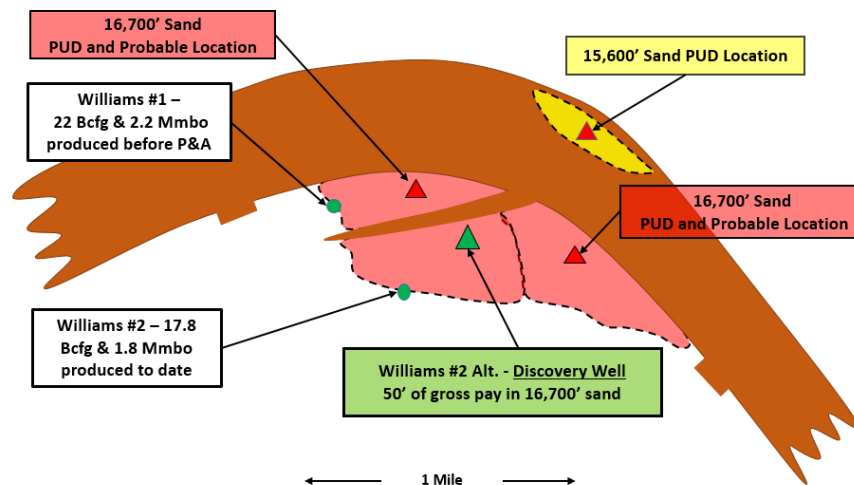 16,700’ Sand
PUD and Probable Location
15,600’ Sand PUD Location
Williams #1 –
22 Bcfg & 2.2 Mmbo
produced before P&A
16,700’ Sand
PUD and Probable Location
Williams #2 – 17.8
Bcfg & 1.8 Mmbo
produced to date
Williams #2 Alt. - Discovery Well
50’ of gross pay in 16,700’ sand
1 Mile